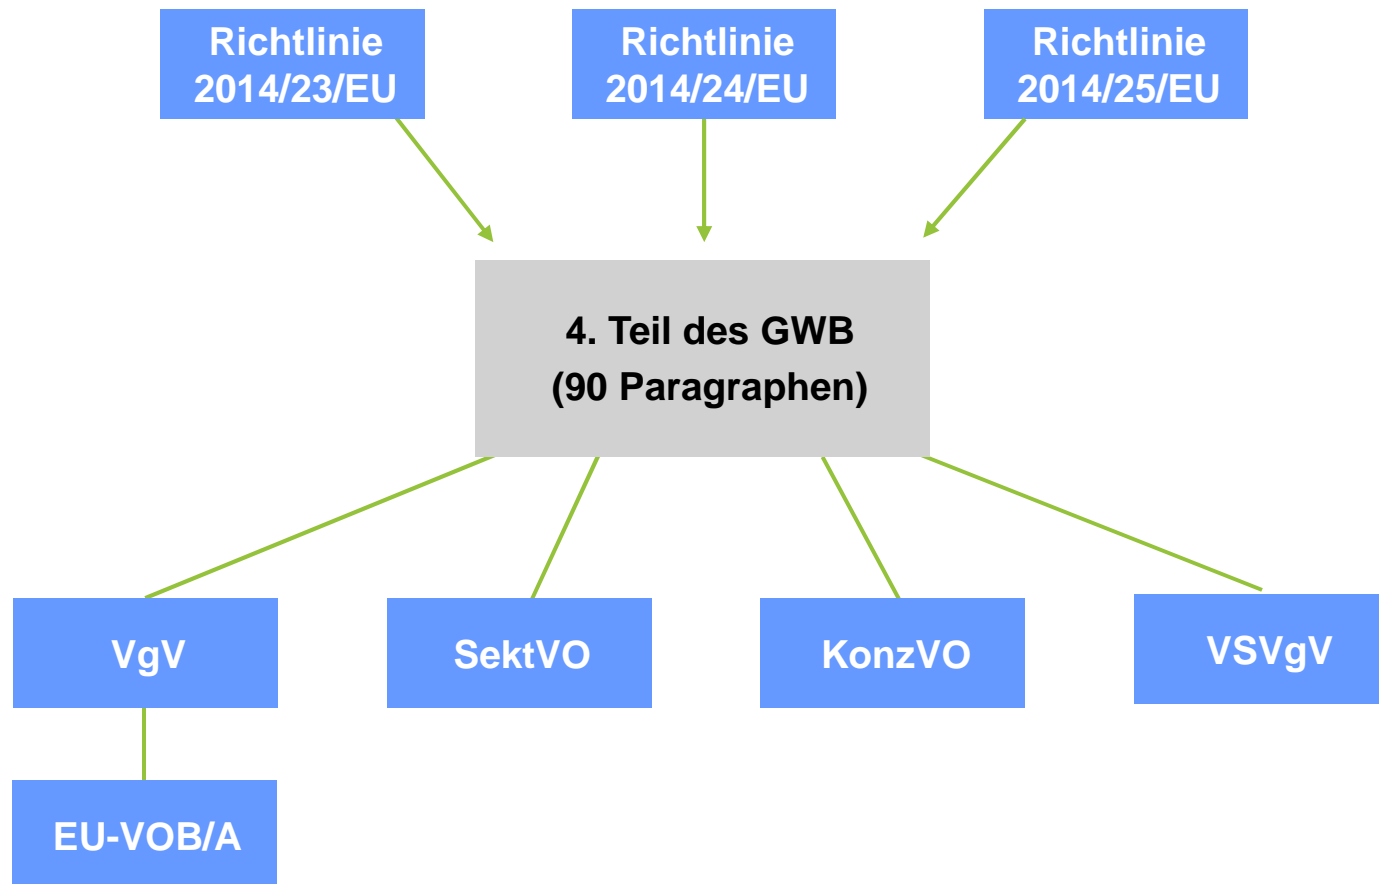 Richtlinie
2014/23/EU
Richtlinie
2014/24/EU
Richtlinie
2014/25/EU
4. Teil des GWB
(90 Paragraphen)
VgV
SektVO
KonzVO
VSVgV
EU-VOB/A